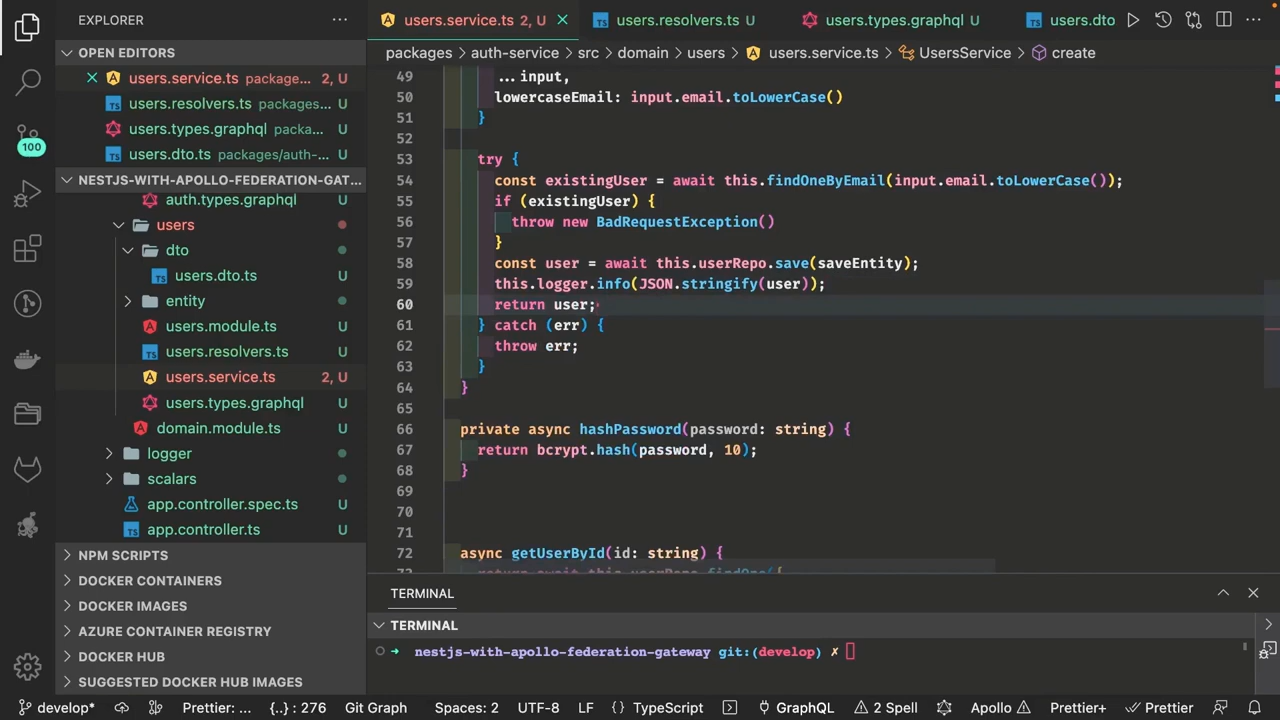 EXPLORER
OPEN EDITORS
users.service.ts package... 2, U
users.resolvers.ts packages... U
users.types.graphql packa... U
users.dto.ts packages/auth-... U
NESTJS-WITH-APOLLO-FEDERATION-GAT...
auth.types.graphql U
users
dto
users.dto.ts U
entity
users.module.ts U
users.resolvers.ts U
users.service.ts 2, U
users.types.graphql U
domain.module.ts U
logger
scalars
app.controller.spec.ts U
app.controller.ts U
NPM SCRIPTS
DOCKER CONTAINERS
DOCKER IMAGES
AZURE CONTAINER REGISTRY
DOCKER HUB
SUGGESTED DOCKER HUB IMAGES
100
users.service.ts 2, U users.resolvers.ts U users.types.graphql U users.dto
packages > auth-service > src > domain > users > users.service.ts > UsersService > create
49 ...input,
50 lowercaseEmail: input.email.toLowerCase()
51 }
52
53 try {
54 const existingUser = await this.findOneByEmail(input.email.toLowerCase());
55 if (existingUser) {
56 throw new BadRequestException()
57 }
58 const user = await this.userRepo.save(saveEntity);
59 this.logger.info(JSON.stringify(user));
60 return user;
61 } catch (err) {
62 throw err;
63 }
64 }
65
66 private async hashPassword(password: string) {
67 return bcrypt.hash(password, 10);
68 }
69
70
71
72 async getUserById(id: string) {
73 return await this.userRepo.findOne({
TERMINAL
TERMINAL
nestjs-with-apollo-federation-gateway git:(develop) ✗
develop* Prettier: ... {..} : 276 Git Graph Spaces: 2 UTF-8 LF {} TypeScript GraphQL 2 Spell Apollo Prettier+ Prettier